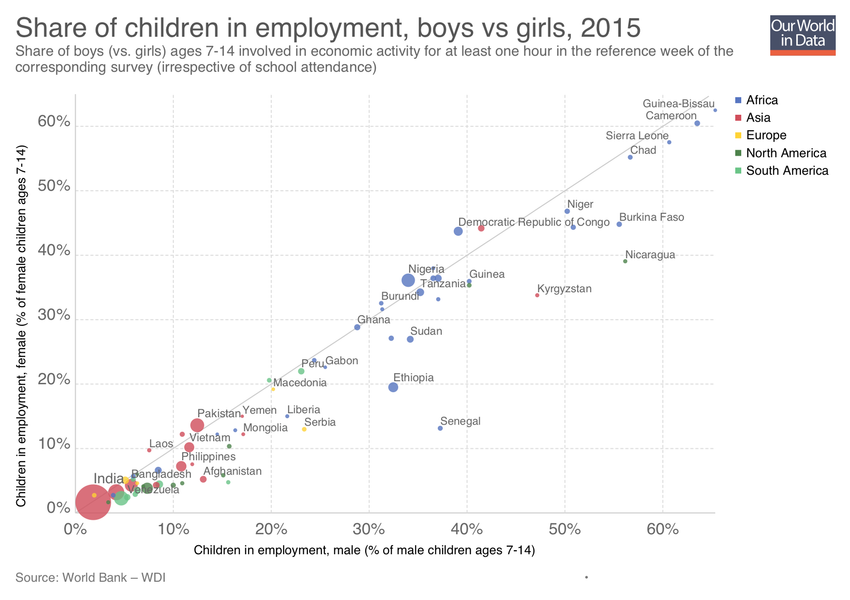 Share of children in employment, boys vs girls, 2015
Our World
in Data
Share of boys (vs. girls) ages 7-14 involved in economic activity for at least one hour in the reference week of the
corresponding survey (irrespective of school attendance)
Africa
Asia
Europe
North America
South America
Children in employment, female (% of female children ages 7-14)
60%
50%
40%
30%
20%
10%
0%
Guinea-Bissau
Cameroon
Sierra Leone
Chad
Niger
Burkina Faso
Democratic Republic of Congo
Nicaragua
Nigeria
Guinea
Tanzania
Kyrgyzstan
Burundi
Ghana
Sudan
Peru
Gabon
Ethiopia
Macedonia
Pakistan
Yemen
Liberia
Serbia
Senegal
Mongolia
Vietnam
Laos
Philippines
Afghanistan
Bangladesh
India
Venezuela
0%
10%
20%
30%
40%
50%
60%
Children in employment, male (% of male children ages 7-14)
Source: World Bank – WDI